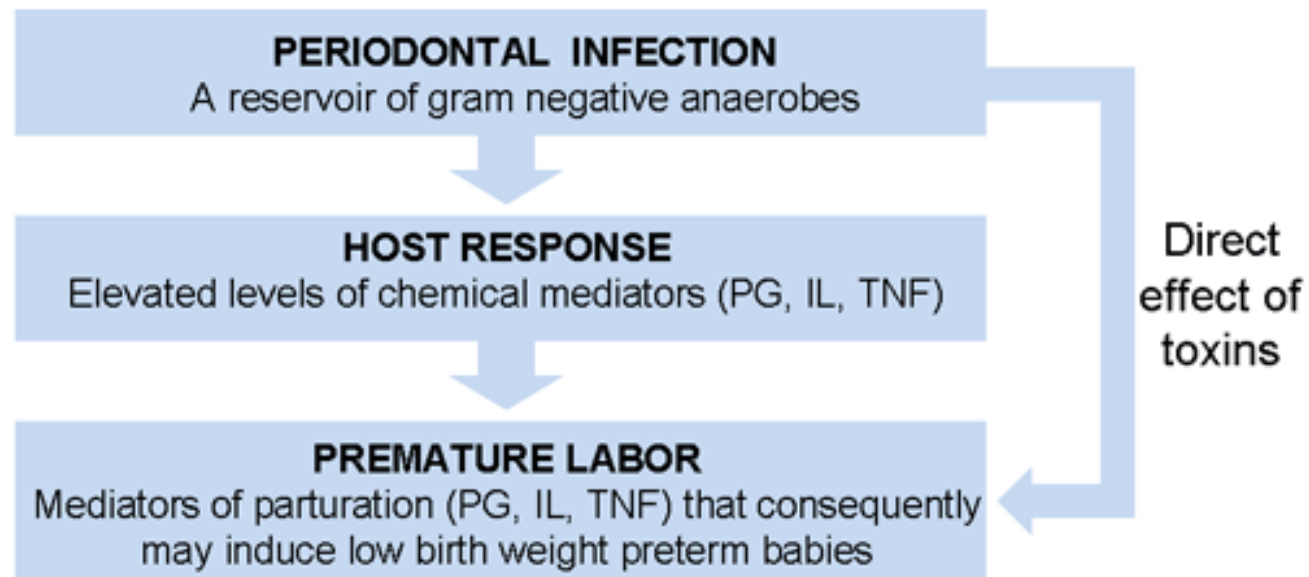 PERIODONTAL INFECTION
A reservoir of gram negative anaerobes
HOST RESPONSE
Elevated levels of chemical mediators (PG, IL, TNF)
Direct
effect of
toxins
PREMATURE LABOR
Mediators of parturation (PG, IL, TNF) that consequently
may induce low birth weight preterm babies